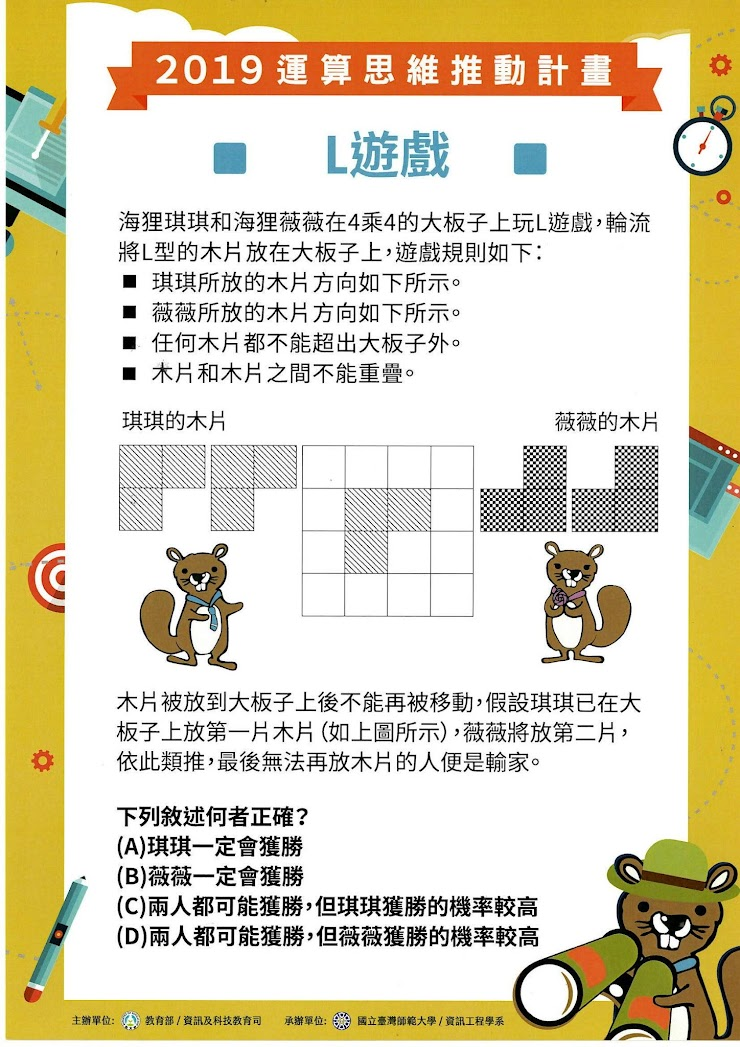 2019運算思維推動計畫
L遊戲
海狸琪琪和海狸薇薇在4乘4的大板子上玩L遊戲,輪流
將L型的木片放在大板子上,遊戲規則如下:
■ 琪琪所放的木片方向如下所示。
■ 薇薇所放的木片方向如下所示。
■ 任何木片都不能超出大板子外。
■ 木片和木片之間不能重疊。
琪琪的木片
薇薇的木片
木片被放到大板子上後不能再被移動,假設琪琪已在大
板子上放第一片木片(如上圖所示),薇薇將放第二片,
依此類推,最後無法再放木片的人便是輸家。
下列敘述何者正確?
(A)琪琪一定會獲勝
(B)薇薇一定會獲勝
(C)兩人都可能獲勝,但琪琪獲勝的機率較高
(D)兩人都可能獲勝,但薇薇獲勝的機率較高
主辦單位: 教育部/資訊及科技教育司 承辦單位: 國立臺灣師範大學/資訊工程學系